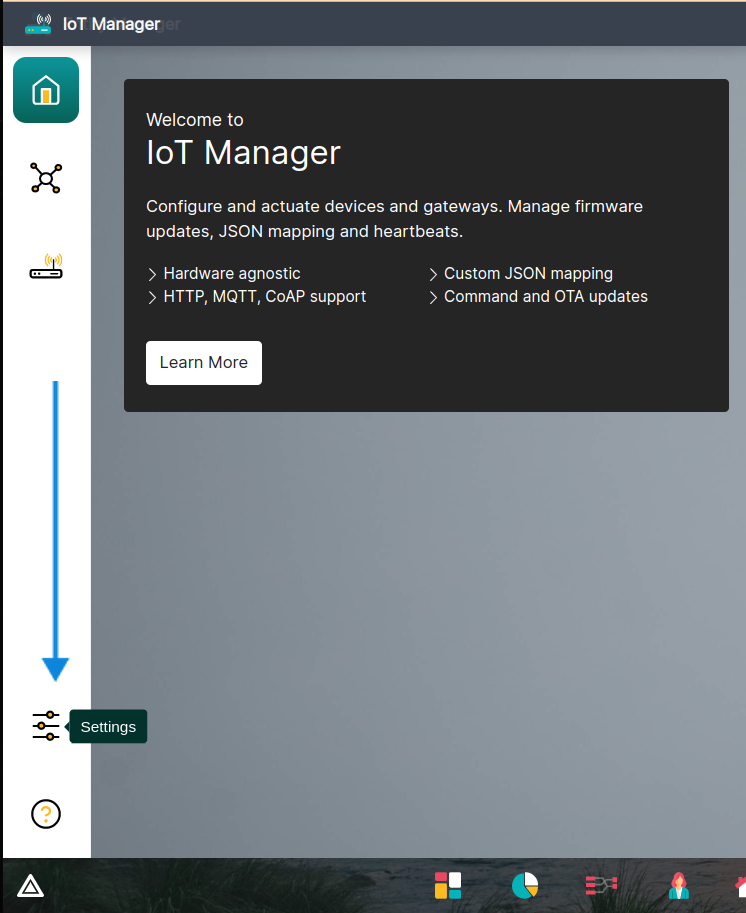 IoT Manager
Welcome to
IoT Manager
Configure and actuate devices and gateways. Manage firmware
updates, JSON mapping and heartbeats.
Hardware agnostic
Custom JSON mapping
HTTP, MQTT, CoAP support
Command and OTA updates
Learn More
Settings
?